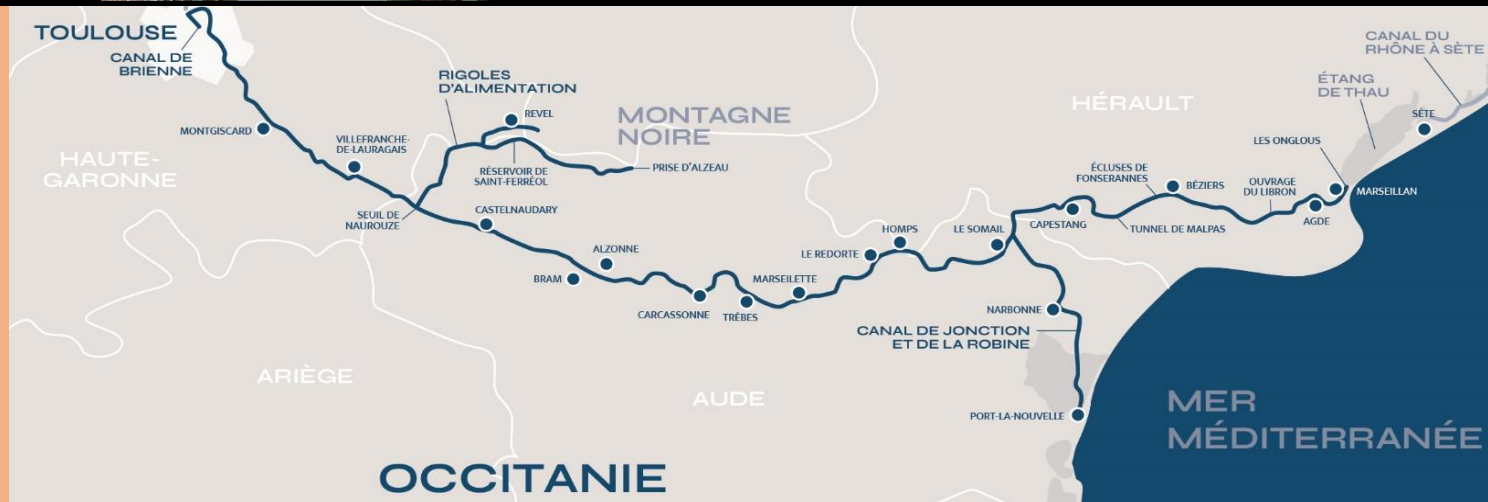 TOULOUSE
CANAL DE
BRIENNE
MONTGISCARD
VILLEFRANCHE-
DE-LAURAGAIS
HAUTE-
GARONNE
SEUIL DE
NAUROUZE
RIGOLES
D'ALIMENTATION
REVEL
MONTAGNE
NOIRE
RÉSERVOIR DE
SAINT-FERRÉOL
PRISE D'ALZEAU
CASTELNAUDARY
BRAM
ALZONNE
CARCASSONNE
TRÈBES
MARSEILETTE
LE REDORTE
HOMPS
LE SOMAIL
CAPESTANG
TUNNEL DE MALPAS
ÉCLUSES DE
FONSERANNES
BÉZIERS
OUVRAGE
DU LIBRON
AGDE
LES ONGLOUS
MARSEILLAN
SÈTE
ÉTANG
DE THAU
CANAL DU
RHÔNE À SÈTE
HÉRAULT
NARBONNE
CANAL DE JONCTION
ET DE LA ROBINE
PORT-LA-NOUVELLE
ARIÈGE
AUDE
MER
MÉDITERRANÉE
OCCITANIE